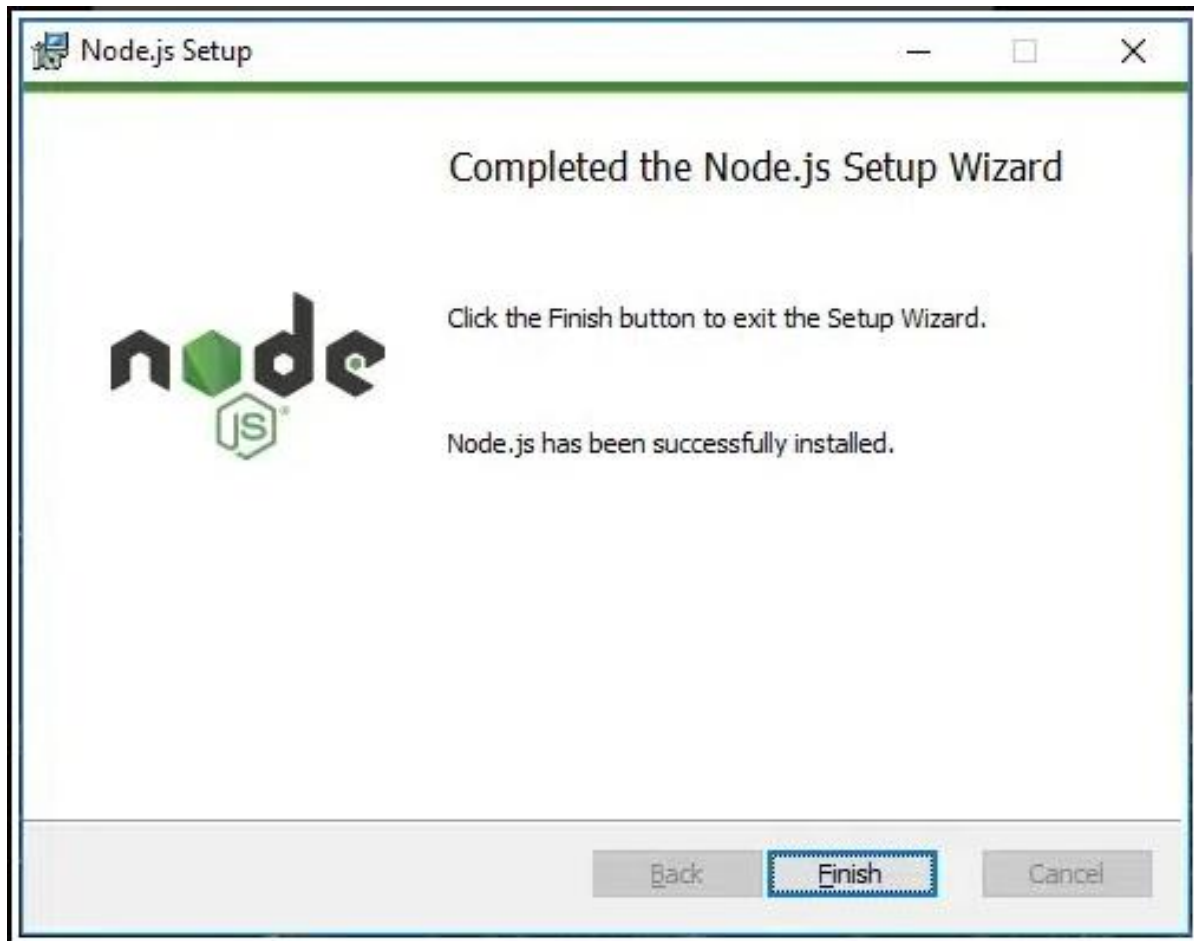 Node.js Setup
Completed the Node.js Setup Wizard
Click the Finish button to exit the Setup Wizard.
node
JS®
Node.js has been successfully installed.
Back Finish Cancel